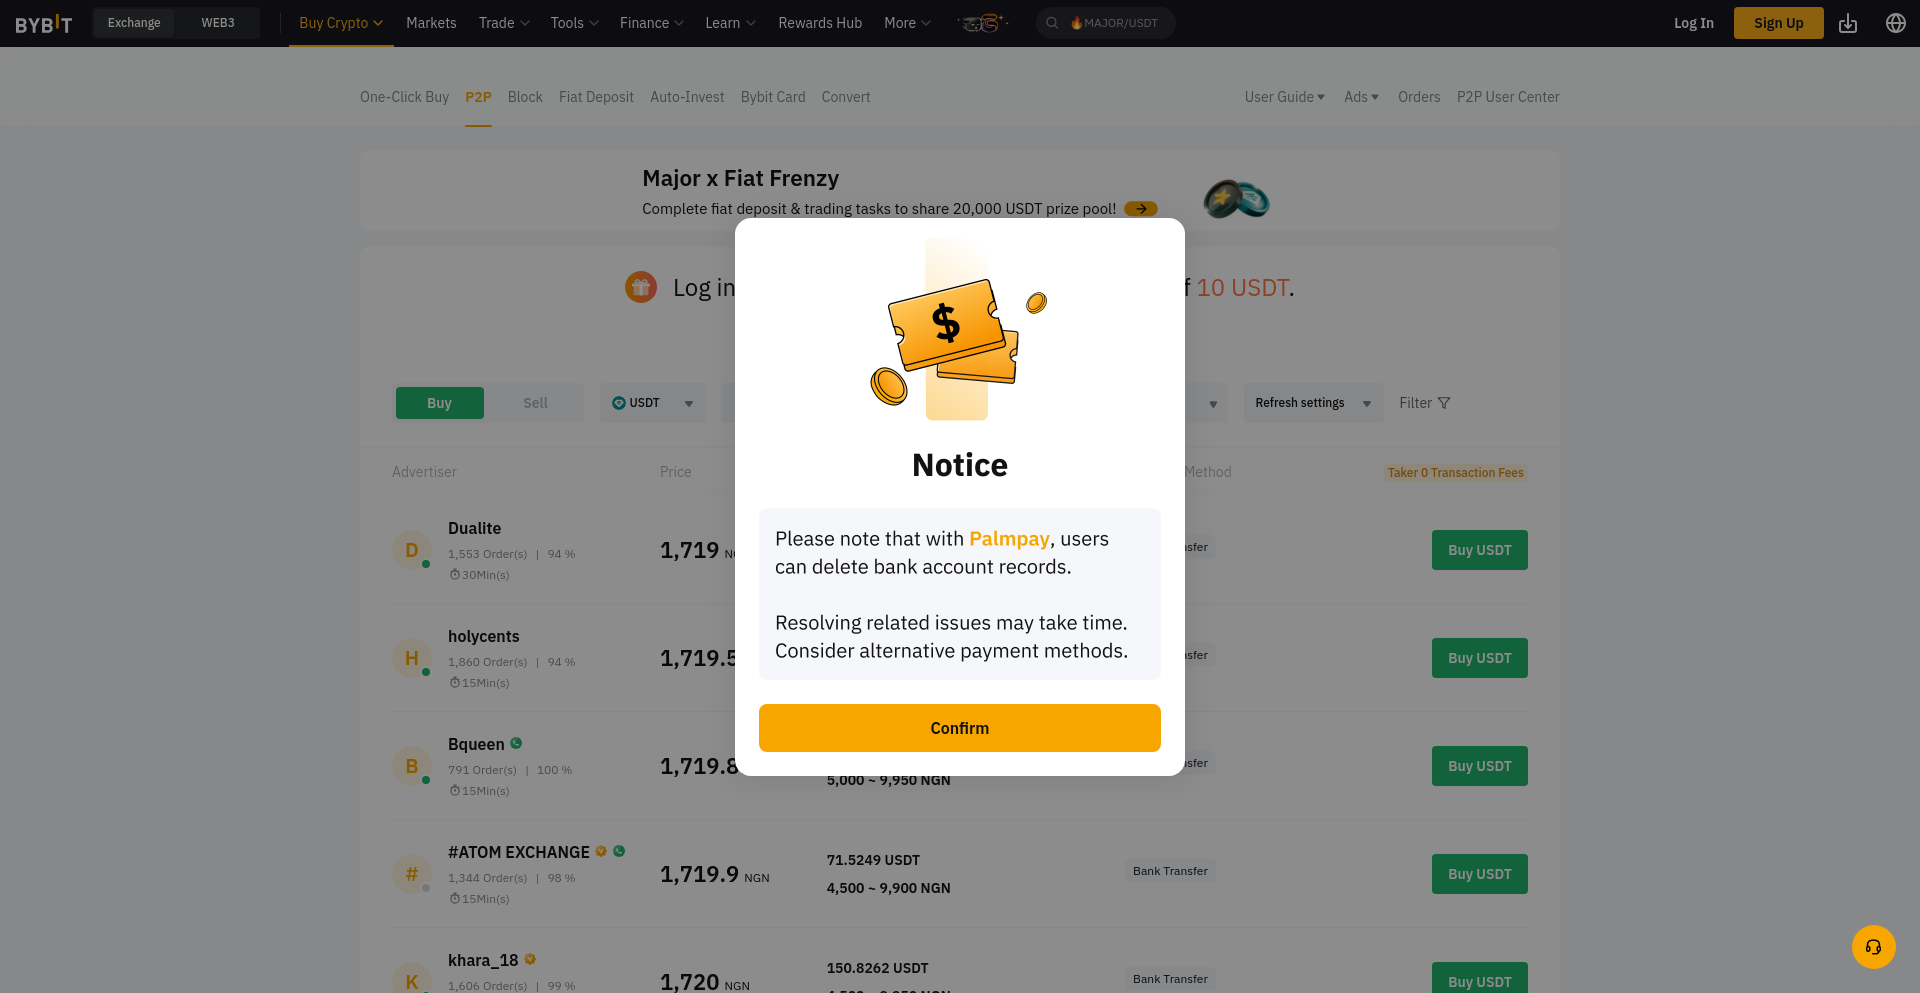 BYBIT Exchange WEB3 Buy Crypto Markets Trade Tools Finance Learn Rewards Hub More MAJOR/USDT Log In Sign Up
One-Click Buy P2P Block Fiat Deposit Auto-Invest Bybit Card Convert User Guide Ads Orders P2P User Center
Major x Fiat Frenzy
Complete fiat deposit & trading tasks to share 20,000 USDT prize pool!
Log in
10 USDT.
Buy Sell USDT Refresh settings Filter
Advertiser Price Method Taker 0 Transaction Fees
$
Notice
Please note that with Palmpay, users
can delete bank account records.
Resolving related issues may take time.
Consider alternative payment methods.
Confirm
D Dualite
1,553 Order(s) | 94 %
30Min(s)
1,719
Buy USDT
H holycents
1,860 Order(s) | 94 %
15Min(s)
1,719.5
Buy USDT
B Bqueen
791 Order(s) | 100 %
15Min(s)
1,719.8
5,000 ~ 9,950 NGN
Buy USDT
# #ATOM EXCHANGE
1,344 Order(s) | 98 %
15Min(s)
1,719.9 NGN
71.5249 USDT
4,500 ~ 9,900 NGN
Bank Transfer
Buy USDT
K khara_18
1,606 Order(s) | 99 %
1,720 NGN
150.8262 USDT
Bank Transfer
Buy USDT